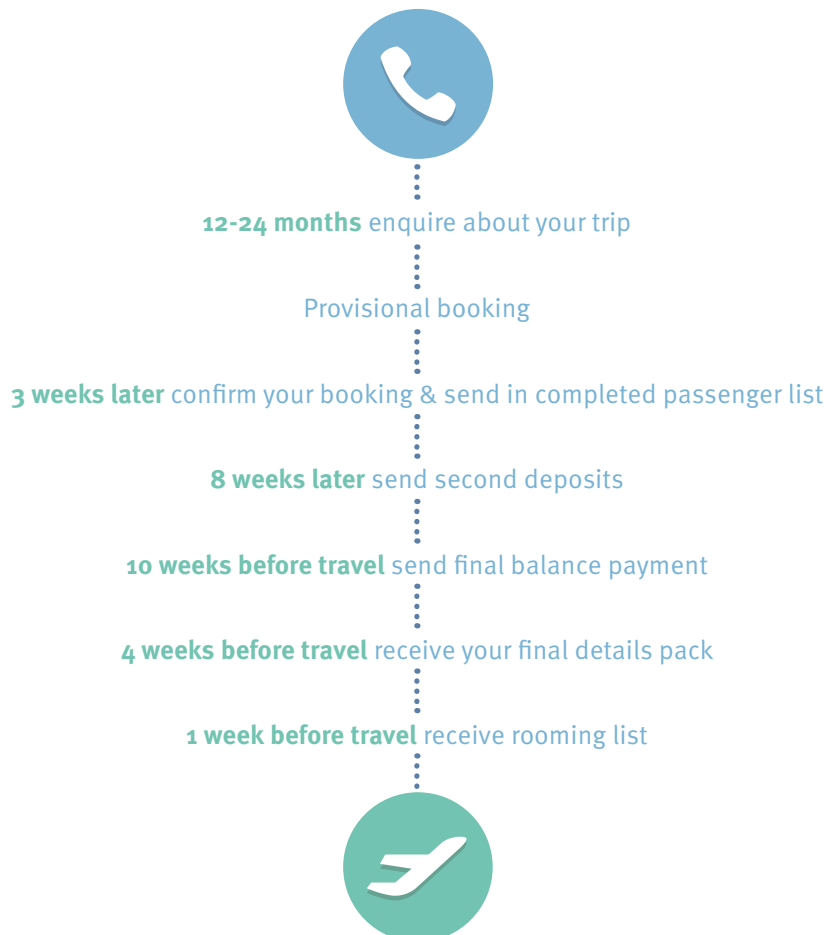 12-24 months enquire about your trip
Provisional booking
3 weeks later confirm your booking & send in completed passenger list
8 weeks later send second deposits
10 weeks before travel send final balance payment
4 weeks before travel receive your final details pack
1 week before travel receive rooming list